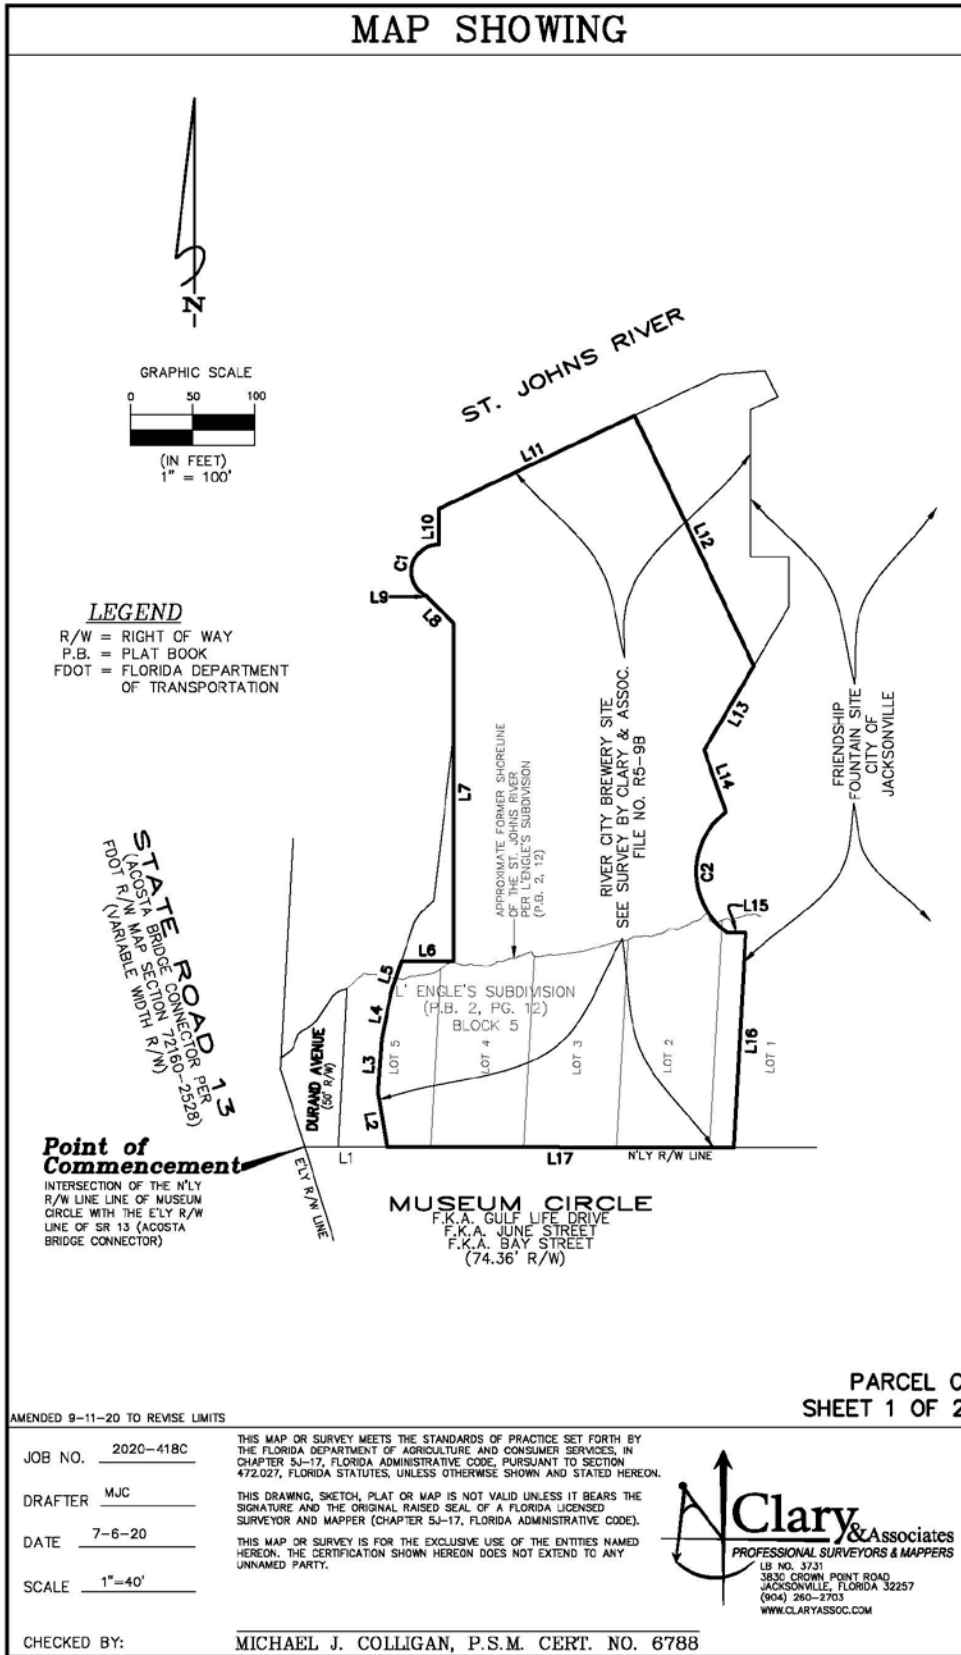 MAP SHOWING
N
GRAPHIC SCALE
0 50 100
(IN FEET)
1" = 100'
ST. JOHNS RIVER
L11
L10
C1
L9
L8
L12
LEGEND
R/W = RIGHT OF WAY
P.B. = PLAT BOOK
FDOT = FLORIDA DEPARTMENT
OF TRANSPORTATION
L7
APPROXIMATE FORMER SHORELINE
OF THE ST. JOHNS RIVER
PER L'ENGLE'S SUBDIVISION
(P.B. 2, 12)
RIVER CITY BREWERY SITE
SEE SURVEY BY CLARY & ASSOC.
FILE NO. R5-9B
L13
L14
C2
L15
FRIENDSHIP
FOUNTAIN SITE
CITY OF
JACKSONVILLE
STATE ROAD 13
(ACOSTA BRIDGE CONNECTOR PER
FDOT R/W MAP SECTION 72160-2528)
(VARIABLE WIDTH R/W)
L6
L5
L4
L3
L2
L' ENGLE'S SUBDIVISION
(P.B. 2, PG. 12)
BLOCK 5
LOT 5
LOT 4
LOT 3
LOT 2
LOT 1
L16
DURAND AVENUE
(50' R/W)
Point of
Commencement
INTERSECTION OF THE N'LY
R/W LINE LINE OF MUSEUM
CIRCLE WITH THE E'LY R/W
LINE OF SR 13 (ACOSTA
BRIDGE CONNECTOR)
E'LY R/W LINE
L1
L17
N'LY R/W LINE
MUSEUM CIRCLE
F.K.A. GULF LIFE DRIVE
F.K.A. JUNE STREET
F.K.A. BAY STREET
(74.36' R/W)
PARCEL C
SHEET 1 OF 2
AMENDED 9-11-20 TO REVISE LIMITS
JOB NO. 2020-418C
DRAFTER MJC
DATE 7-6-20
SCALE 1"=40'
CHECKED BY:
THIS MAP OR SURVEY MEETS THE STANDARDS OF PRACTICE SET FORTH BY
THE FLORIDA DEPARTMENT OF AGRICULTURE AND CONSUMER SERVICES, IN
CHAPTER 5J-17, FLORIDA ADMINISTRATIVE CODE, PURSUANT TO SECTION
472.027, FLORIDA STATUTES, UNLESS OTHERWISE SHOWN AND STATED HEREON.
THIS DRAWING, SKETCH, PLAT OR MAP IS NOT VALID UNLESS IT BEARS THE
SIGNATURE AND THE ORIGINAL RAISED SEAL OF A FLORIDA LICENSED
SURVEYOR AND MAPPER (CHAPTER 5J-17, FLORIDA ADMINISTRATIVE CODE).
THIS MAP OR SURVEY IS FOR THE EXCLUSIVE USE OF THE ENTITIES NAMED
HEREON. THE CERTIFICATION SHOWN HEREON DOES NOT EXTEND TO ANY
UNNAMED PARTY.
MICHAEL J. COLLIGAN, P.S.M. CERT. NO. 6788
Clary & Associates
PROFESSIONAL SURVEYORS & MAPPERS
LB NO. 3731
3830 CROWN POINT ROAD
JACKSONVILLE, FLORIDA 32257
(904) 260-2703
WWW.CLARYASSOC.COM